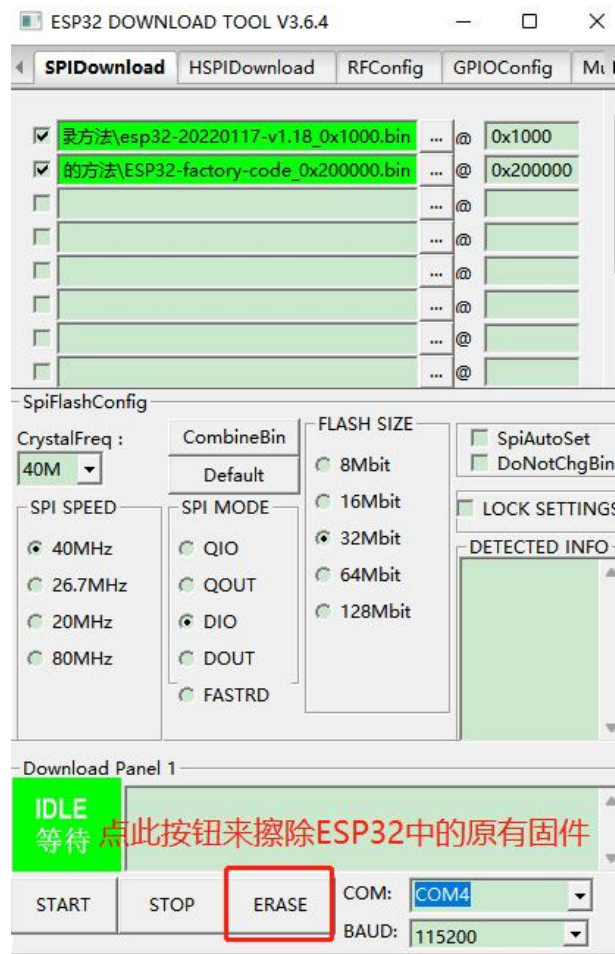 ESP32 DOWNLOAD TOOL V3.6.4
SPIDownload HSPIDownload RFConfig GPIOConfig
录方法\esp32-20220117-v1.18_0x1000.bin ... @ 0x1000
的方法\ESP32-factory-code_0x200000.bin ... @ 0x200000
... @
... @
... @
... @
... @
... @
SpiFlashConfig
CrystalFreq :
40M
CombineBin
Default
SPI SPEED
40MHz
26.7MHz
20MHz
80MHz
SPI MODE
QIO
QOUT
DIO
DOUT
FASTRD
FLASH SIZE
8Mbit
16Mbit
32Mbit
64Mbit
128Mbit
SpiAutoSet
DoNotChgBin
LOCK SETTINGS
DETECTED INFO
Download Panel 1
IDLE
等待
点此按钮来擦除ESP32中的原有固件
START STOP ERASE
COM: COM4
BAUD: 115200